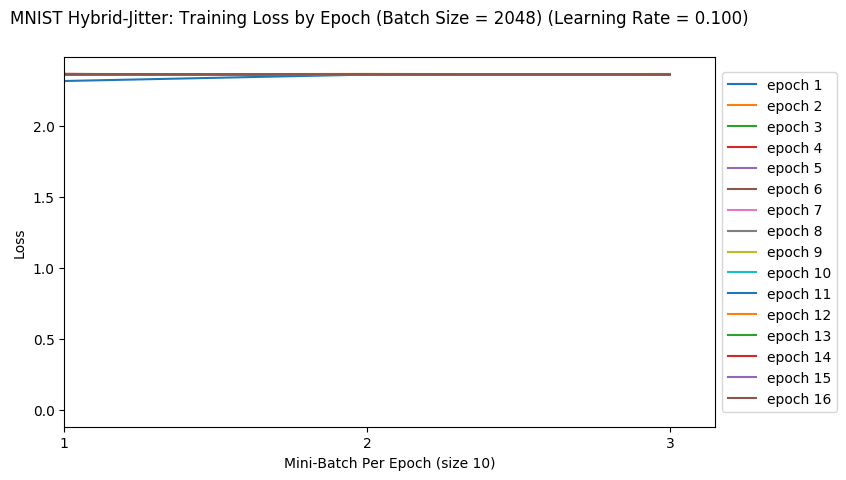 MNIST Hybrid-Jitter: Training Loss by Epoch (Batch Size = 2048) (Learning Rate = 0.100)
2.0
1.5
1.0
0.5
0.0
Loss
1
2
3
Mini-Batch Per Epoch (size 10)
epoch 1
epoch 2
epoch 3
epoch 4
epoch 5
epoch 6
epoch 7
epoch 8
epoch 9
epoch 10
epoch 11
epoch 12
epoch 13
epoch 14
epoch 15
epoch 16